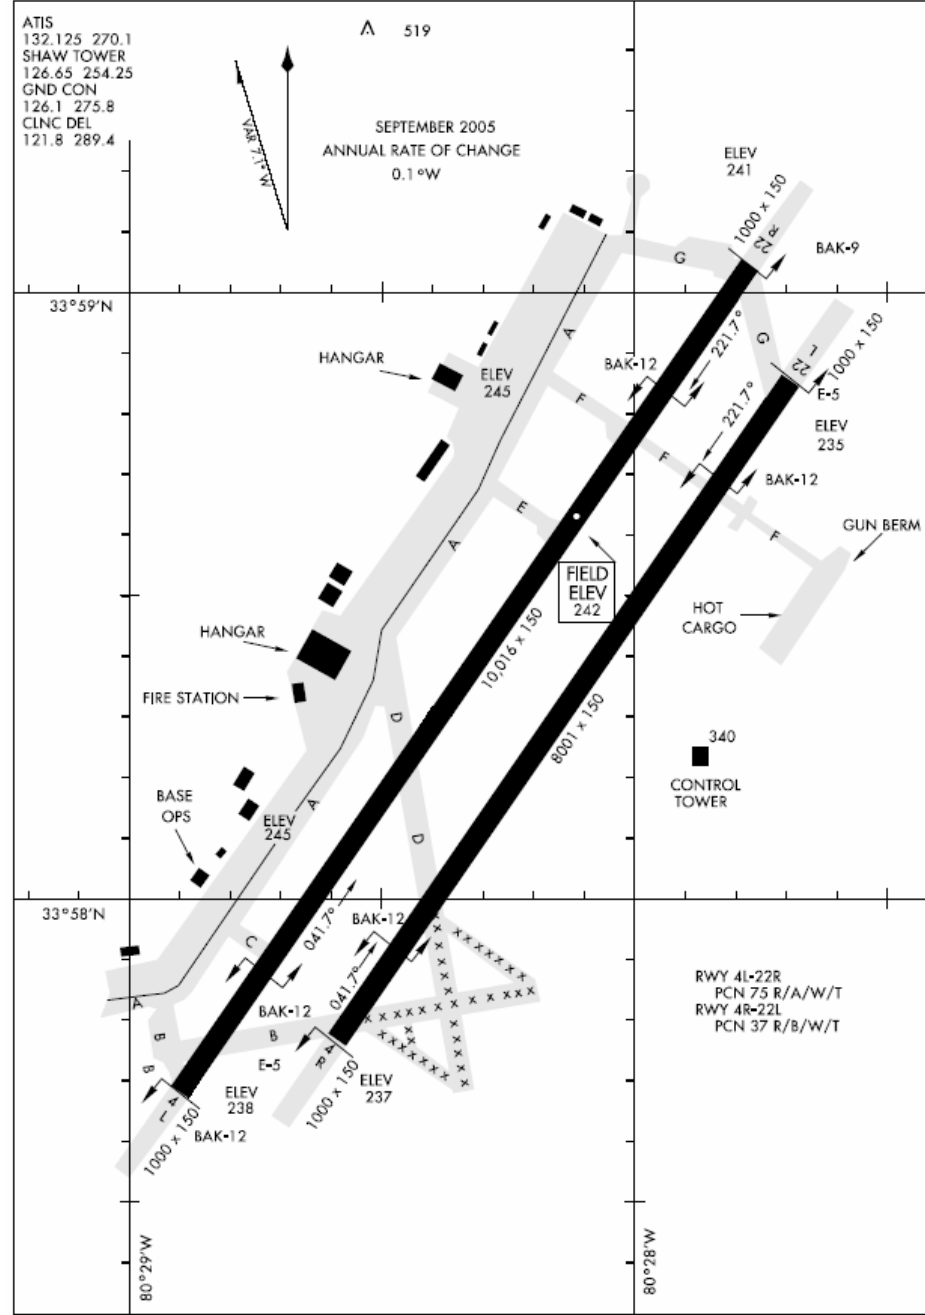 ATIS
132.125 270.1
SHAW TOWER
126.65 254.25
GND CON
126.1 275.8
CLNC DEL
121.8 289.4
519
VAR 7.1° W
SEPTEMBER 2005
ANNUAL RATE OF CHANGE
0.1°W
ELEV
241
1000 x 150
22 R
BAK-9
G
33°59'N
A
HANGAR
ELEV
245
BAK-12
221.7°
G
22 L
1000 x 150
E-5
ELEV
235
F
221.7°
F
BAK-12
E
A
F
GUN BERM
FIELD
ELEV
242
HOT
CARGO
HANGAR
10,016 x 150
FIRE STATION
D
8001 x 150
340
CONTROL
TOWER
BASE
OPS
A
ELEV
245
D
33°58'N
041.7°
BAK-12
C
041.7°
A
BAK-12
B
B
B
E-5
4 R
ELEV
238
ELEV
237
1000 x 150
4 L
BAK-12
1000 x 150
RWY 4L-22R
PCN 75 R/A/W/T
RWY 4R-22L
PCN 37 R/B/W/T
80°29'W
80°28'W